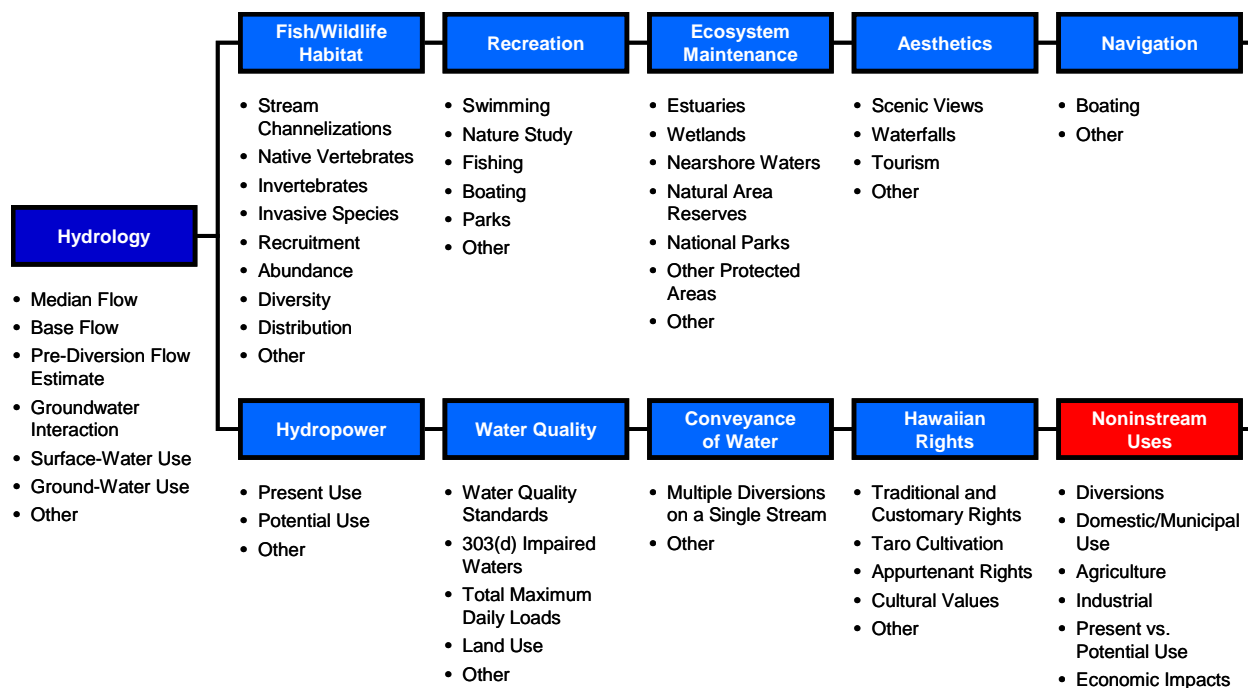 Fish/Wildlife
Habitat
• Stream
Channelizations
• Native Vertebrates
• Invertebrates
• Invasive Species
• Recruitment
• Abundance
• Diversity
• Distribution
• Other
Recreation
• Swimming
• Nature Study
• Fishing
• Boating
• Parks
• Other
Ecosystem
Maintenance
• Estuaries
• Wetlands
• Nearshore Waters
• Natural Area
Reserves
• National Parks
• Other Protected
Areas
• Other
Aesthetics
• Scenic Views
• Waterfalls
• Tourism
• Other
Navigation
• Boating
• Other
Hydrology
• Median Flow
• Base Flow
• Pre-Diversion Flow
Estimate
• Groundwater
Interaction
• Surface-Water Use
• Ground-Water Use
• Other
Hydropower
• Present Use
• Potential Use
• Other
Water Quality
• Water Quality
Standards
• 303(d) Impaired
Waters
• Total Maximum
Daily Loads
• Land Use
• Other
Conveyance
of Water
• Multiple Diversions
on a Single Stream
• Other
Hawaiian
Rights
• Traditional and
Customary Rights
• Taro Cultivation
• Appurtenant Rights
• Cultural Values
• Other
Noninstream
Uses
• Diversions
• Domestic/Municipal
Use
• Agriculture
• Industrial
• Present vs.
Potential Use
• Economic Impacts